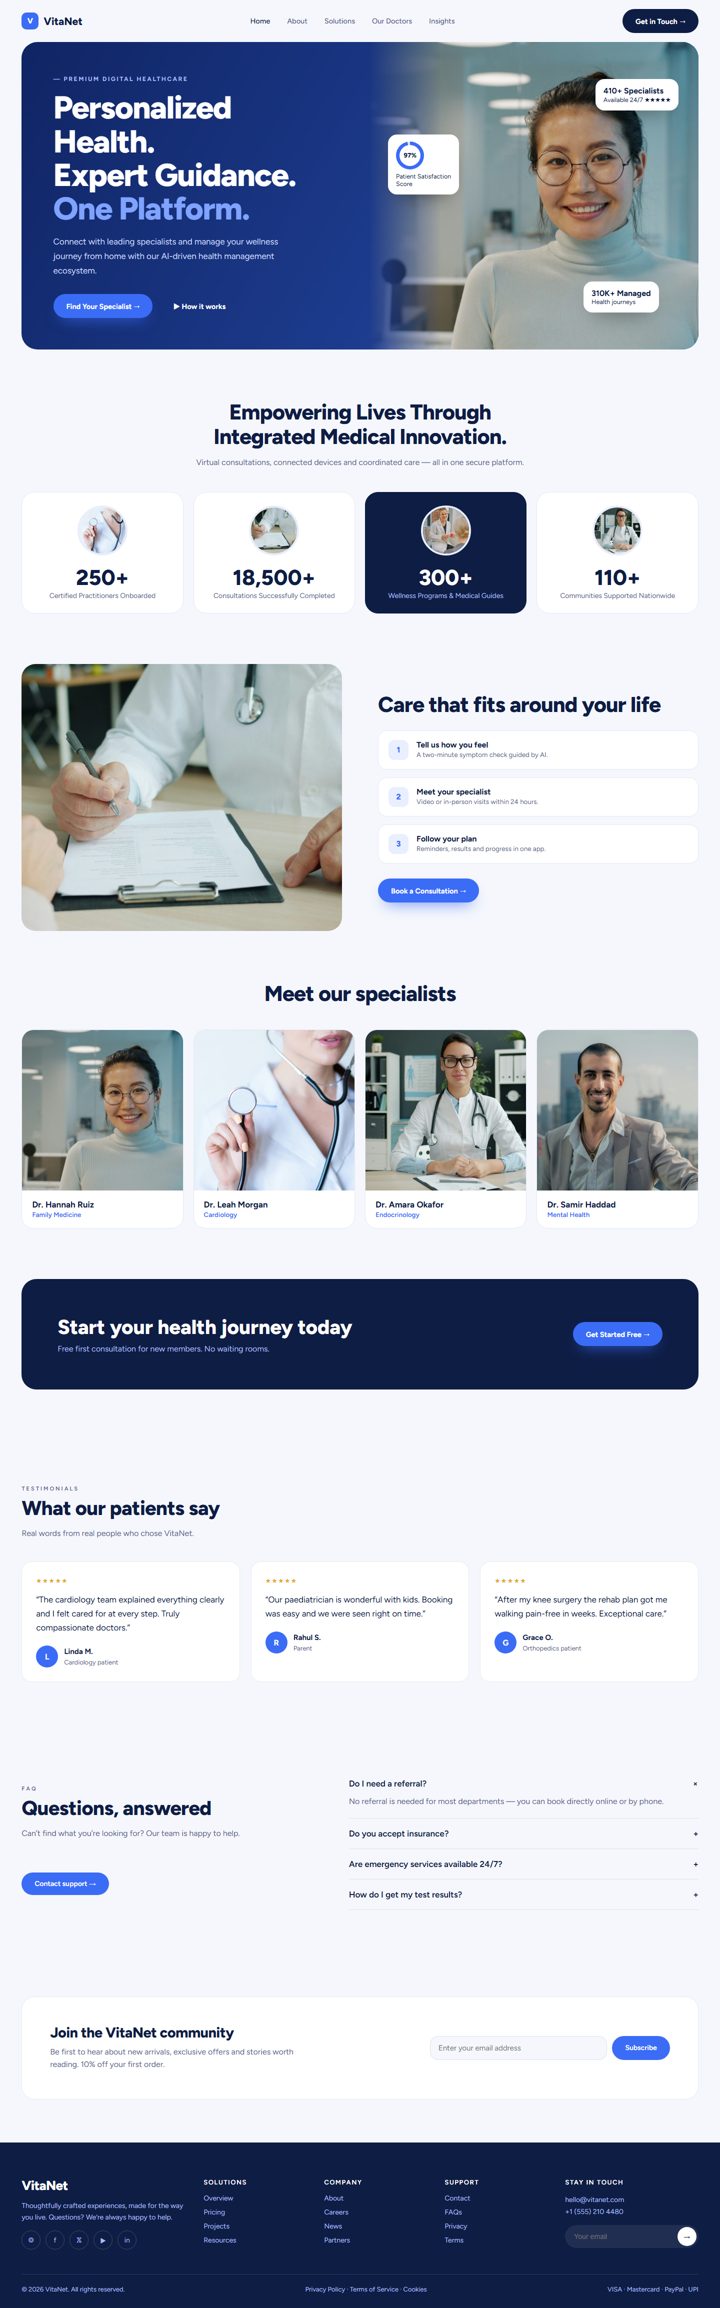 V VitaNet
Home About Solutions Our Doctors Insights
Get in Touch →
— PREMIUM DIGITAL HEALTHCARE
Personalized
Health.
Expert Guidance.
One Platform.
Connect with leading specialists and manage your wellness
journey from home with our AI-driven health management
ecosystem.
Find Your Specialist →
▶ How it works
97%
Patient Satisfaction
Score
410+ Specialists
Available 24/7 ★★★★★
310K+ Managed
Health journeys
Empowering Lives Through
Integrated Medical Innovation.
Virtual consultations, connected devices and coordinated care — all in one secure platform.
250+
Certified Practitioners Onboarded
18,500+
Consultations Successfully Completed
300+
Wellness Programs & Medical Guides
110+
Communities Supported Nationwide
Care that fits around your life
1
Tell us how you feel
A two-minute symptom check guided by AI.
2
Meet your specialist
Video or in-person visits within 24 hours.
3
Follow your plan
Reminders, results and progress in one app.
Book a Consultation →
Meet our specialists
Dr. Hannah Ruiz
Family Medicine
Dr. Leah Morgan
Cardiology
Dr. Amara Okafor
Endocrinology
Dr. Samir Haddad
Mental Health
Start your health journey today
Free first consultation for new members. No waiting rooms.
Get Started Free →
TESTIMONIALS
What our patients say
Real words from real people who chose VitaNet.
★★★★★
"The cardiology team explained everything clearly
and I felt cared for at every step. Truly
compassionate doctors."
L
Linda M.
Cardiology patient
★★★★★
"Our paediatrician is wonderful with kids. Booking
was easy and we were seen right on time."
R
Rahul S.
Parent
★★★★★
"After my knee surgery the rehab plan got me
walking pain-free in weeks. Exceptional care."
G
Grace O.
Orthopedics patient
FAQ
Questions, answered
Can't find what you're looking for? Our team is happy to help.
Contact support →
Do I need a referral? ×
No referral is needed for most departments — you can book directly online or by phone.
Do you accept insurance? +
Are emergency services available 24/7? +
How do I get my test results? +
Join the VitaNet community
Be first to hear about new arrivals, exclusive offers and stories worth
reading. 10% off your first order.
Enter your email address
Subscribe
VitaNet
Thoughtfully crafted experiences, made for the way
you live. Questions? We're always happy to help.
f 𝕏 ▶ in
SOLUTIONS
Overview
Pricing
Projects
Resources
COMPANY
About
Careers
News
Partners
SUPPORT
Contact
FAQs
Privacy
Terms
STAY IN TOUCH
hello@vitanet.com
+1 (555) 210 4480
Your email
→
© 2026 VitaNet. All rights reserved.
Privacy Policy · Terms of Service · Cookies
VISA · Mastercard · PayPal · UPI